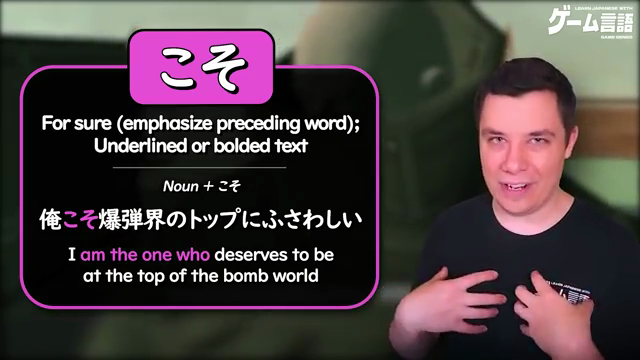 こそ
For sure (emphasize preceding word);
Underlined or bolded text
Noun + こそ
俺こそ爆弾界のトップにふさわしい
I am the one who deserves to be
at the top of the bomb world
LEARN JAPANESE WITH
ゲーム言語
GAME GENGO